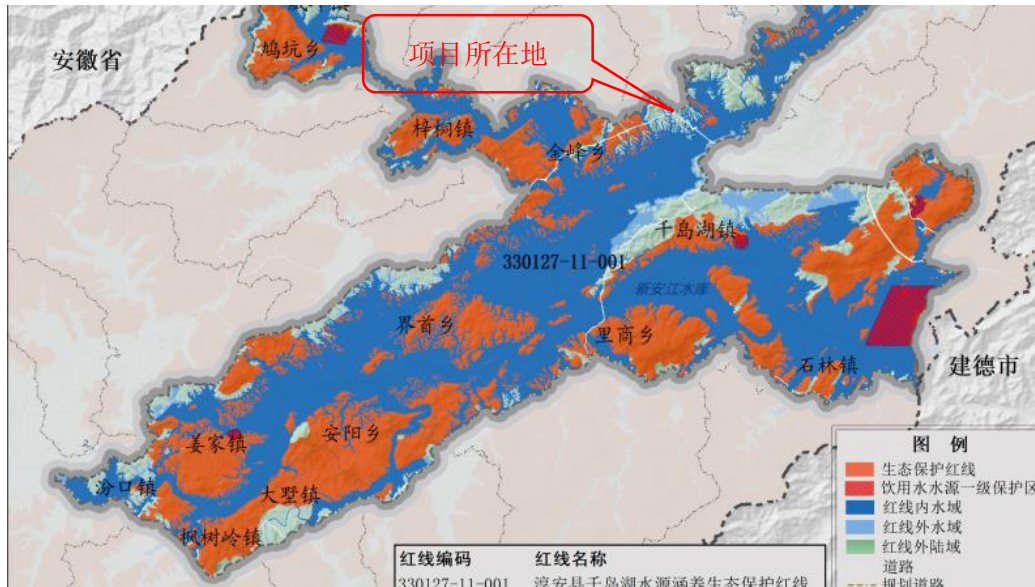 安徽省
鸠坑乡
项目所在地
梓桐镇
金峰乡
千岛湖镇
330127-11-001
新安江水库
界首乡
里商乡
石林镇
建德市
姜家镇
安阳乡
汾口镇
大墅镇
枫树岭镇
图 例
生态保护红线
饮用水水源一级保护区
红线内水域
红线外水域
红线外陆域
道路
规划道路
红线编码 红线名称
330127-11-001 淳安县千岛湖水源涵养生态保护红线